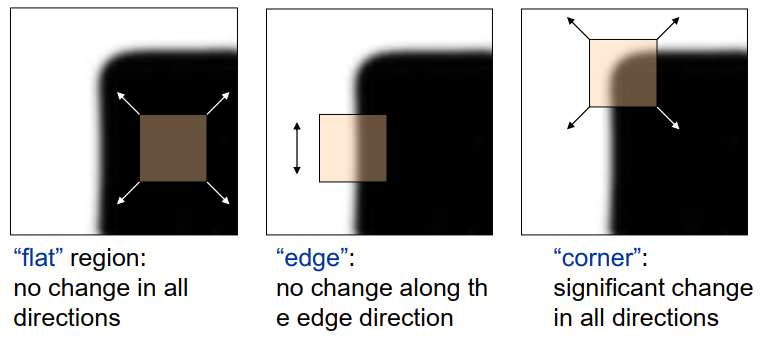 “flat” region:
no change in all
directions
“edge”:
no change along th
e edge direction
“corner”:
significant change
in all directions